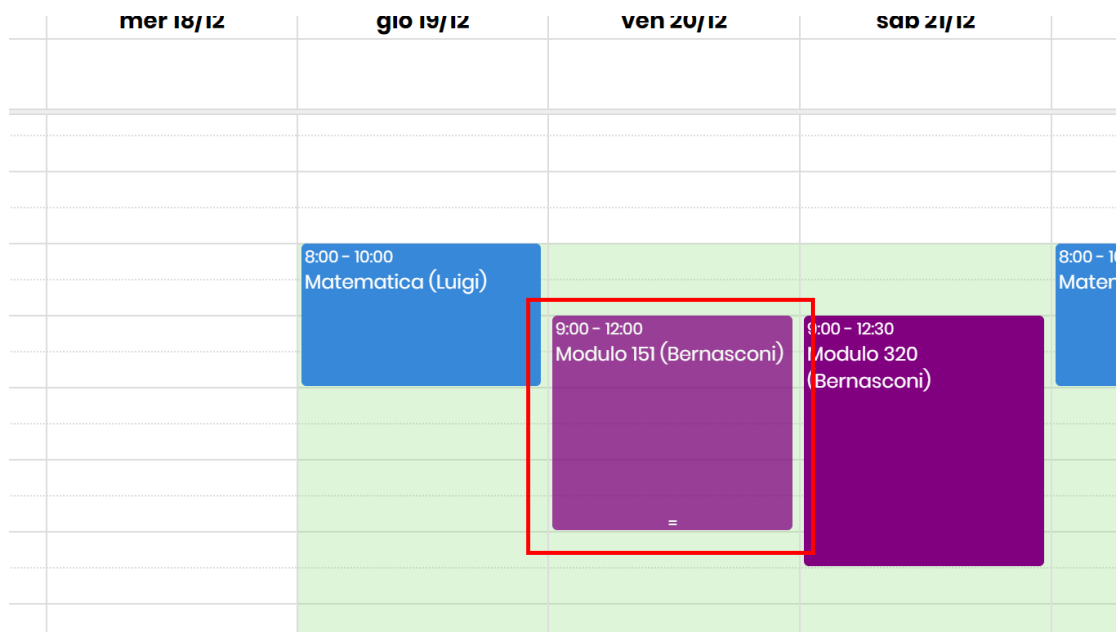 mer 18/12
gio 19/12
ven 20/12
sab 21/12
8:00 - 10:00
Matematica (Luigi)
9:00 - 12:00
Modulo 151 (Bernasconi)
=
9:00 - 12:30
Modulo 320
(Bernasconi)
8:00 - 1
Mater